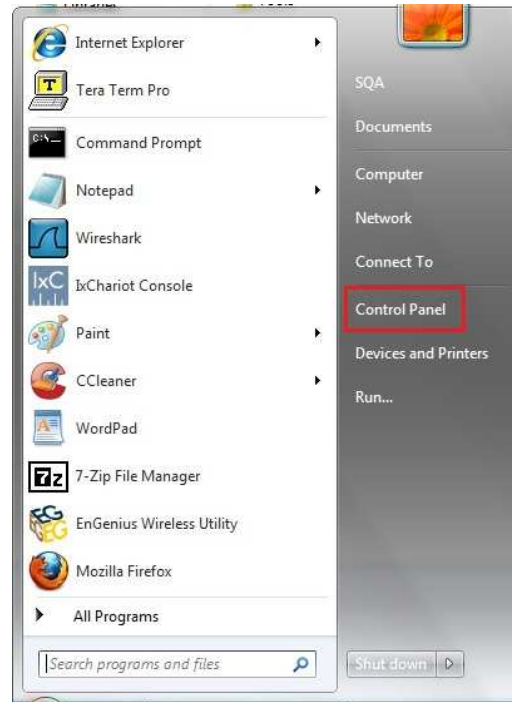 Internet Explorer
Tera Term Pro
Command Prompt
Notepad
Wireshark
IxChariot Console
Paint
CCleaner
WordPad
7-Zip File Manager
EnGenius Wireless Utility
Mozilla Firefox
All Programs
Search programs and files
SQA
Documents
Computer
Network
Connect To
Control Panel
Devices and Printers
Run...
Shut down